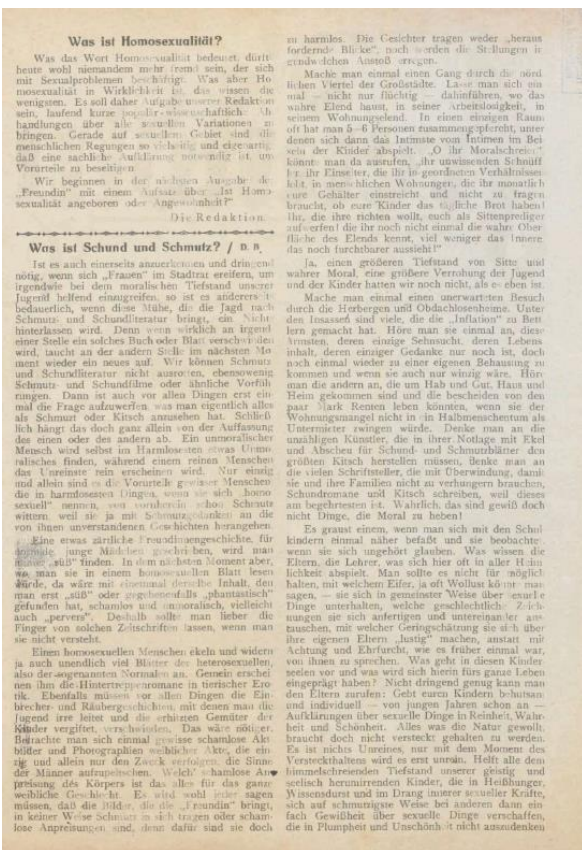 Was ist Homosexualität?
Was das Wort Homosexualität bedeutet, dürfte
heute wohl niemandem mehr fremd sein, der sich
mit Sexualproblemen beschäftigt. Was aber Ho
mosexualität in Wirklichkeit ist, das wissen die
wenigsten. Es soll daher Aufgabe unserer Redaktion
sein, laufend kurze populär-wissenschaftliche Ab
handlungen über alle sexuellen Variationen zu
bringen. Gerade auf sexuellem Gebiet sind die
menschlichen Regungen so vielseitig und eigenartig,
daß eine sachliche Aufklärung notwendig ist, um
Vorurteile zu beseitigen.
Wir beginnen in der nächsten Ausgabe der
„Freundin" mit einem Aufsatz über „Ist Homo
sexualität angeboren oder Angewohnheit?"
Die Redaktion.
Was ist Schund und Schmutz? / D. R.
Ist es auch einerseits anzuerkennen und dringend
nötig, wenn sich „Frauen" im Stadtrat ereifern, um
irgendwie bei dem moralischen Tiefstand unserer
Jugend helfend einzugreifen, so ist es anderers-it
bedauerlich, wenn diese Mühe, die die Jagd nach
Schmutz- und Schundliteratur bringt, ein Nicht
hinterlassen wird. Denn wenn wirklich an irgend
einer Stelle ein solches Buch oder Blatt verschwinden
wird, taucht an der andern Stelle im nächsten Mo
ment wieder ein neues auf. Wir können Schmutz
und Schundliteratur nicht ausrotten, ebensowenig
Schmutz- und Schundfilme oder ähnliche Vorfüh
rungen. Dann ist auch vor allen Dingen erst ein
mal die Frage aufzuwerfen, was man eigentlich alles
als Schmutz oder Kitsch anzusehen hat. Schließ
lich hängt das doch ganz allein von der Auffassung
des einen oder des andern ab. Ein unmoralischer
Mensch wird selbst im Harmlosesten etwas Unmo
ralisches finden, während einem reinen Menschen
das Unreinste rein erscheinen wird. Nur einzig
und allein sind es die Vorurteile gewisser Menschen
die in harmlosesten Dingen, wenn sie sich „homo
sexuell" nennen, von vornherein schon Schmutz
wittern, weil sie ja mit Schmutzgedanken an die
von ihnen unverstandenen Geschichten herangehen.
Eine etwas zärtliche Freundinnengeschichte, für
junge Mädchen geschrieben, wird man
„süß" finden. In dem nächsten Moment aber,
wo man sie in einem homosexuellen Blatt lesen
würde, da wäre mit einemmal derselbe Inhalt, den
man erst „süß" oder gegebenenfalls „phantastisch"
gefunden hat, schamlos und unmoralisch, vielleicht
auch „pervers". Deshalb sollte man lieber die
Finger von solchen Zeitschriften lassen, wenn man
sie nicht versteht.
Einen homosexuellen Menschen ekeln und widern
ja auch unendlich viel Blätter der heterosexuellen,
also der sogenannten Normalen an. Gemein erschei
nen ihm die Hintertreppenromane in tierischer Ero
tik. Ebenfalls müssen vor allen Dingen die Ein
brecher- und Räubergeschichten, mit denen man die
Jugend irre leitet und die erhitzten Gemüter der
Kinder vergiftet, verschwinden. Das wäre nötiger.
Betrachte man sich einmal gewisse schamlose Akt
bilder und Photographien weiblicher Akte, die ein
zig und allein nur den Zweck verfolgen, die Sinne
der Männer aufzupeitschen. Welch' schamlose An
preisung des Körpers ist das alles für das ganze
weibliche Geschlecht. Es wird wohl jeder sagen
müssen, daß die Bilder, die die „Freundin" bringt,
in keiner Weise Schmutz in sich tragen oder scham
lose Anpreisungen sind, denn dafür sind sie doch
zu harmlos. Die Gesichter tragen weder „heraus
fordernde Blicke", noch werden die Stellungen ir
gendwelchen Anstoß erregen.
Mache man einmal einen Gang durch die nörd
lichen Viertel der Großstädte. Lasse man sich ein
mal — nicht nur flüchtig — dahinführen, wo das
wahre Elend haust, in seiner Arbeitslosigkeit, in
seinem Wohnungselend. In einen einzigen Raum
oft hat man 5—6 Personen zusammengepfercht, unter
denen sich dann das Intimste vom Intimen im Bei
sein der Kinder abspielt. „O ihr Moralschreier"
könnte man da ausrufen, „ihr unwissenden Schnüff
ler, ihr Einseiter, die ihr in geordneten Verhältnissen
lebt, in menschlichen Wohnungen, die ihr monatlich
eure Gehälter einstreicht und nicht zu fragen
braucht, ob eure Kinder das tägliche Brot haben!
Ihr, die ihre richten wollt, euch als Sittenprediger
aufwerfen! die ihr noch nicht einmal die wahre Ober
fläche des Elends kennt, viel weniger das Innere
das noch furchtbarer aussieht!"
Ja, einen größeren Tiefstand von Sitte und
wahrer Moral, eine größere Verrohung der Jugend
und der Kinder hatten wir noch nicht, als es eben ist.
Mache man einmal einen unerwarteten Besuch
durch die Herbergen und Obdachlosenheime. Unter
den Insassen sind viele, die die „Inflation" zu Bett
lern gemacht hat. Höre man sie einmal an, diese
Ärmsten, deren einzige Sehnsucht, deren Lebens
inhalt, deren einziger Gedanke nur noch ist, doch
noch einmal wieder zu einer eigenen Behausung zu
kommen und wenn sie auch nur winzig wäre. Höre
man die andern an, die um Hab und Gut, Haus und
Heim gekommen sind und die bescheiden von den
paar Mark Renten leben könnten, wenn sie der
Wohnungsmangel nicht in ein Halbmenschentum als
Untermieter zwingen würde. Denke man an die
unzähligen Künstler, die in ihrer Notlage mit Ekel
und Abscheu für Schund- und Schmutzblätter den
größten Kitsch herstellen müssen, denke man an
die vielen Schriftsteller, die mit Überwindung, damit
sie und ihre Familien nicht zu verhungern brauchen,
Schundromane und Kitsch schreiben, weil dieses
am begehrtesten ist. Wahrlich, das sind gewiß doch
nicht Dinge, die Moral zu heben!
Es graust einem, wenn man sich mit den Schul
kindern einmal näher befaßt und sie beobachtet,
wenn sie sich ungehört glauben. Was wissen die
Eltern, die Lehrer, was sich hier oft in aller Heim
lichkeit abspielt. Man sollte es nicht für möglich
halten, mit welchem Eifer, ja oft Wollust könnte man
sagen, — sie sich in gemeinster Weise über sexuelle
Dinge unterhalten, welche geschlechtliche Zeich
nungen sie sich anfertigen und untereinander aus
tauschen, mit welcher Geringschätzung sie sich über
ihre eigenen Eltern „lustig" machen, anstatt mit
Achtung und Ehrfurcht, wie es früher einmal war,
von ihnen zu sprechen. Was geht in diesen Kinder
seelen vor und was wird sich hierin fürs ganze Leben
eingeprägt haben? Nicht dringend genug kann man
den Eltern zurufen: Gebt euren Kindern behutsam
und individuell — von jungen Jahren schon an —
Aufklärungen über sexuelle Dinge in Reinheit, Wahr
heit und Schönheit. Alles was die Natur gewollt,
braucht doch nicht versteckt gehalten zu werden.
Es ist nichts Unreines, nur mit dem Moment des
Versteckthaltens wird es erst unrein. Helft alle dem
himmelschreienden Tiefstand unserer geistig und
seelisch herumirrenden Kinder, die in Heißhunger,
Wissensdurst und im Drang innerer sexueller Kräfte,
sich auf schmutzigste Weise bei anderen dann ein
fach Gewißheit über sexuelle Dinge verschaffen,
die in Plumpheit und Unschönheit nicht auszudenken